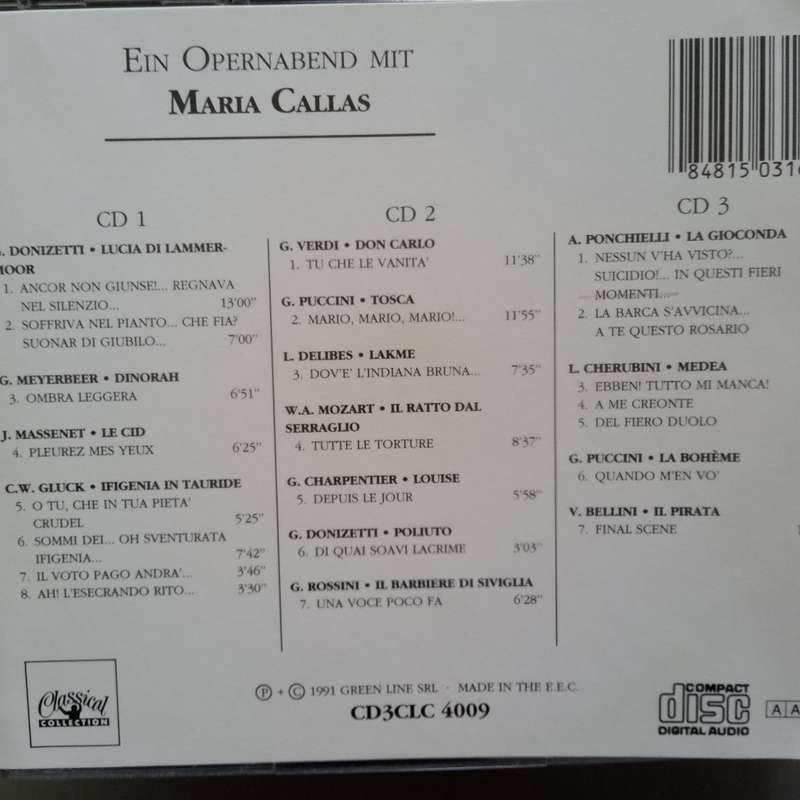 EIN OPERNABEND MIT
MARIA CALLAS
84815 031
CD 1
G. DONIZETTI • LUCIA DI LAMMER-
MOOR
1. ANCOR NON GIUNSE!... REGNAVA
NEL SILENZIO... 13'00"
2. SOFFRIVA NEL PIANTO... CHE FIA?
SUONAR DI GIUBILO... 7'00"
G. MEYERBEER • DINORAH
3. OMBRA LEGGERA 6'51"
J. MASSENET • LE CID
4. PLEUREZ MES YEUX 6'25"
C.W. GLUCK • IFIGENIA IN TAURIDE
5. O TU, CHE IN TUA PIETA'
CRUDEL 5'25"
6. SOMMI DEI... OH SVENTURATA
IFIGENIA... 7'42"
7. IL VOTO PAGO ANDRA'... 3'46"
8. AH! L'ESECRANDO RITO... 3'30"
CD 2
G. VERDI • DON CARLO
1. TU CHE LE VANITA' 11'38"
G. PUCCINI • TOSCA
2. MARIO, MARIO, MARIO!... 11'55"
L. DELIBES • LAKME
3. DOV'E' L'INDIANA BRUNA... 7'35"
W.A. MOZART • IL RATTO DAL
SERRAGLIO
4. TUTTE LE TORTURE 8'37"
G. CHARPENTIER • LOUISE
5. DEPUIS LE JOUR 5'58"
G. DONIZETTI • POLIUTO
6. DI QUAI SOAVI LACRIME 3'03"
G. ROSSINI • IL BARBIERE DI SIVIGLIA
7. UNA VOCE POCO FA 6'28"
CD 3
A. PONCHIELLI • LA GIOCONDA
1. NESSUN V'HA VISTO?...
SUICIDIO!... IN QUESTI FIERI
MOMENTI...
2. LA BARCA S'AVVICINA...
A TE QUESTO ROSARIO
L. CHERUBINI • MEDEA
3. EBBEN! TUTTO MI MANCA!
4. A ME CREONTE
5. DEL FIERO DUOLO
G. PUCCINI • LA BOHÈME
6. QUANDO M'EN VO'
V. BELLINI • IL PIRATA
7. FINAL SCENE
Classical
COLLECTION
Ⓟ + © 1991 GREEN LINE SRL · MADE IN THE E.E.C.
CD3CLC 4009
COMPACT
disc
DIGITAL AUDIO
A A